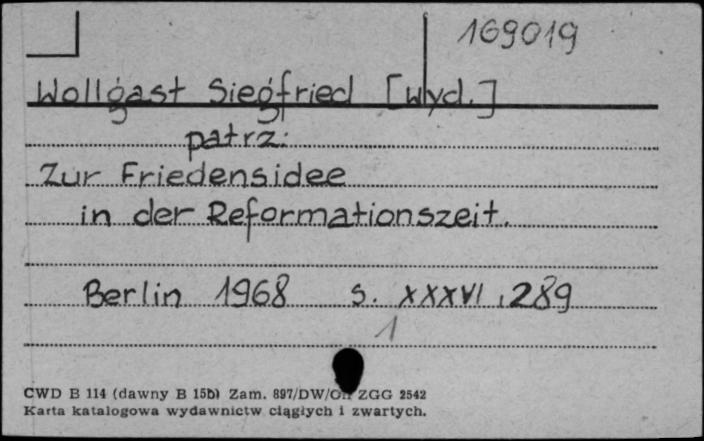 169019
Wollgast Siegfried [Wyd.]
patrz:
Zur Friedensidee
in der Reformationszeit.
Berlin 1968 s. XXXVI, 289
1
CWD B 114 (dawny B 15b) Zam. 897/DW/ ZGG 2542
Karta katalogowa wydawnictw ciągłych i zwartych.